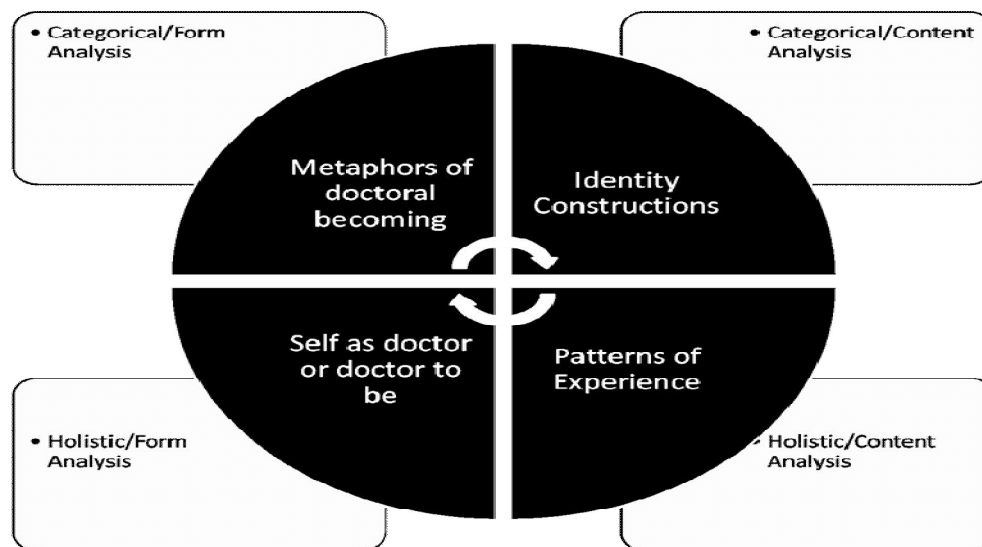 • Categorical/Form
Analysis
• Categorical/Content
Analysis
Metaphors of
doctoral
becoming
Identity
Constructions
Self as doctor
or doctor to
be
Patterns of
Experience
• Holistic/Form
Analysis
• Holistic/Content
Analysis